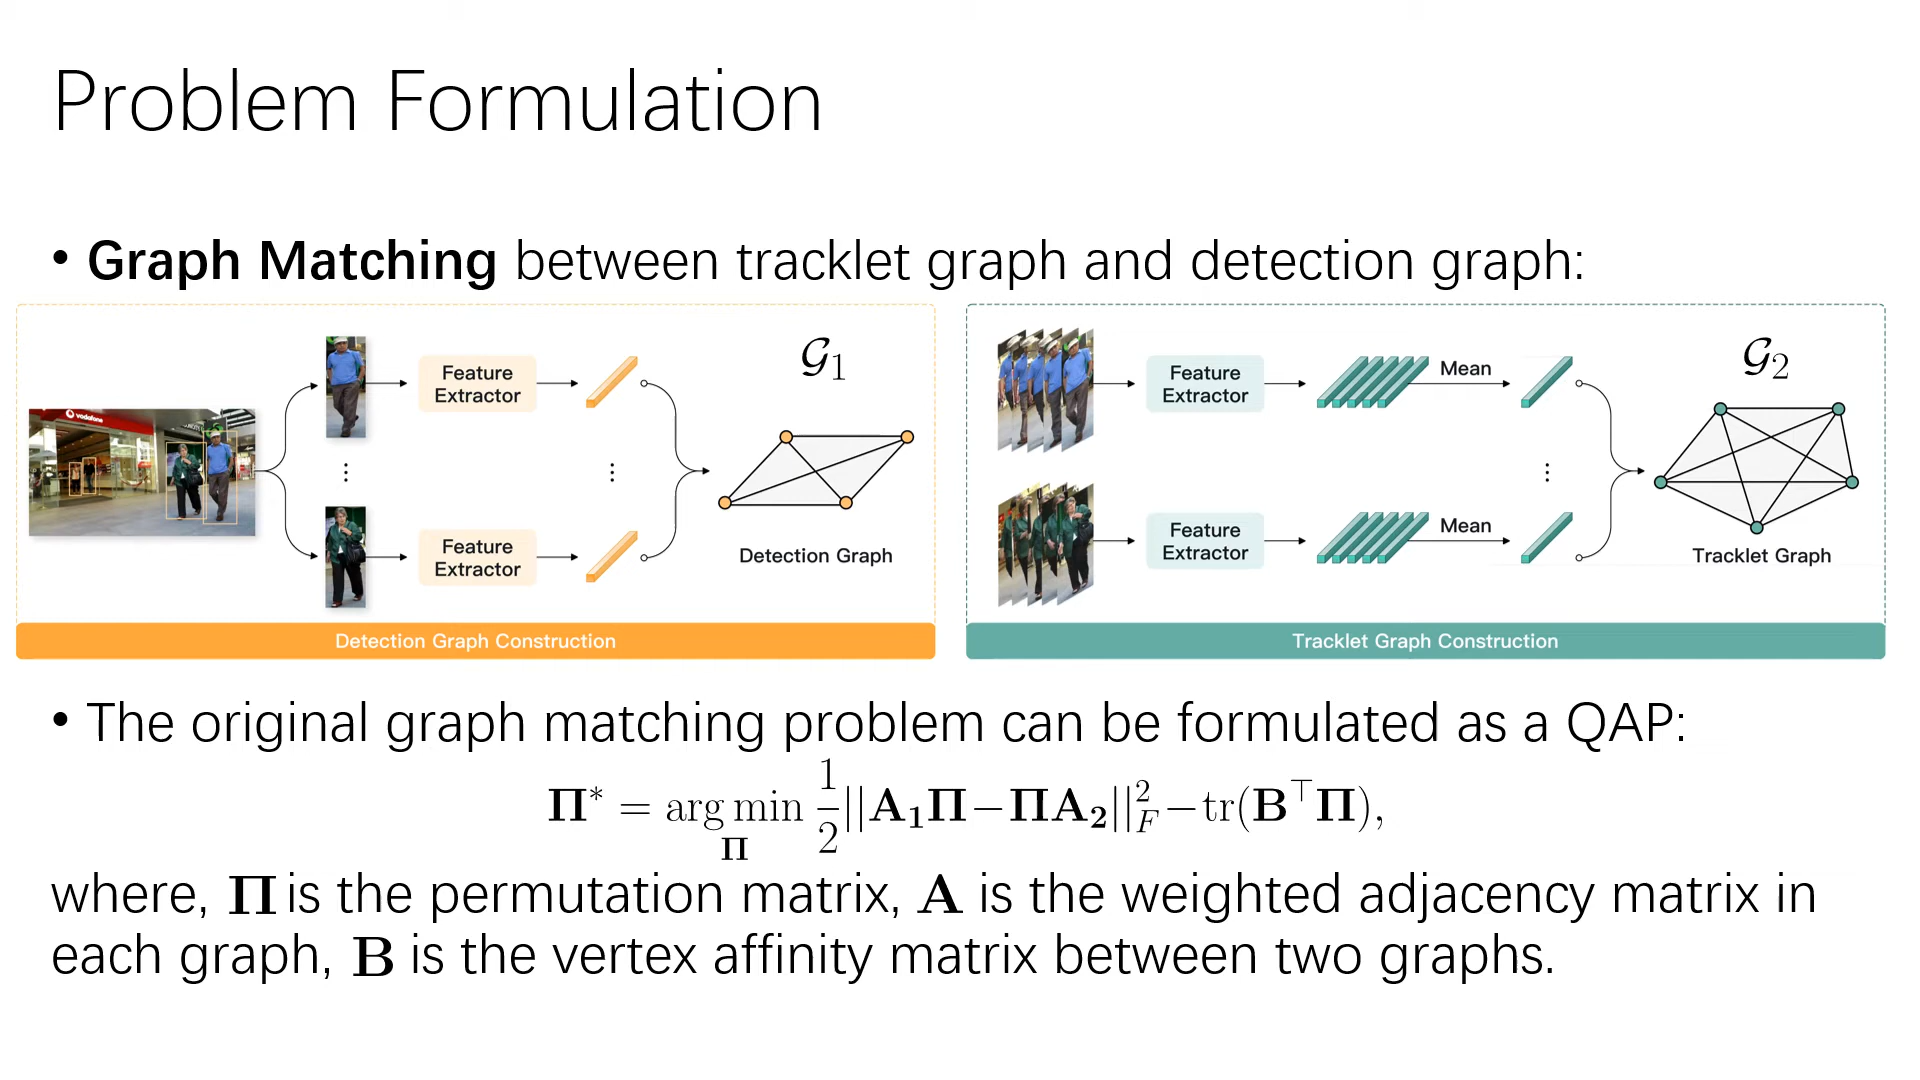 Problem Formulation
• Graph Matching between tracklet graph and detection graph:
vodafone
Feature
Extractor
Feature
Extractor
𝒢1
Detection Graph
Detection Graph Construction
Feature
Extractor
Mean
Feature
Extractor
Mean
𝒢2
Tracklet Graph
Tracklet Graph Construction
• The original graph matching problem can be formulated as a QAP:
Π* = arg min_Π 1/2 ||A₁Π−ΠA₂||²_F −tr(B^⊤Π),
where, Π is the permutation matrix, A is the weighted adjacency matrix in
each graph, B is the vertex affinity matrix between two graphs.